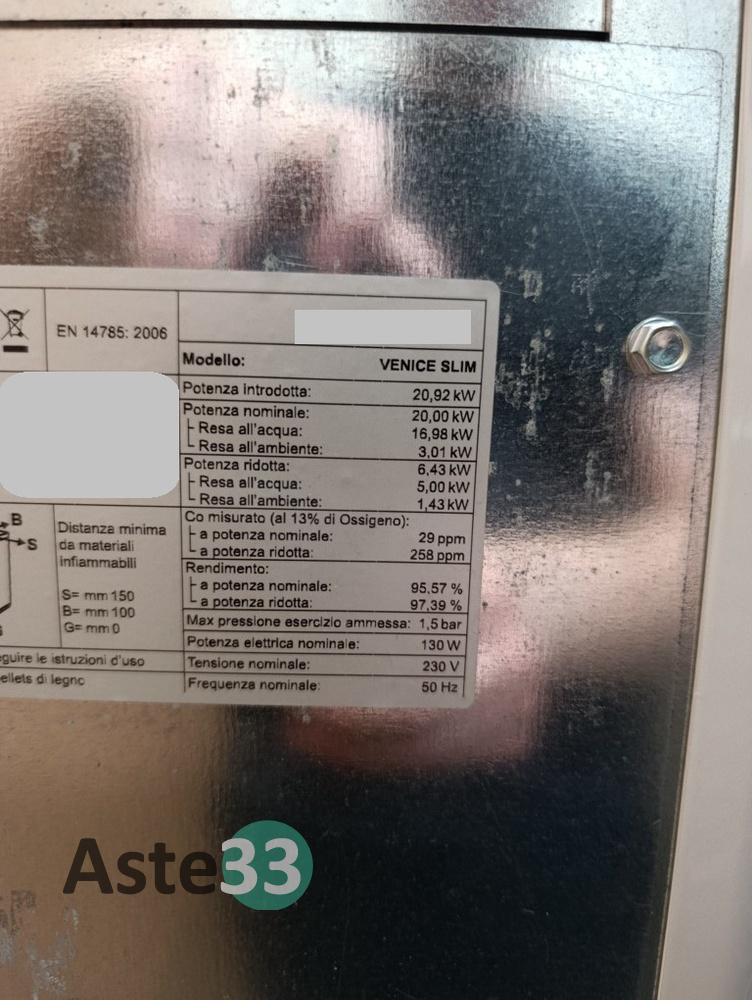 EN 14785: 2006
Modello: VENICE SLIM
Potenza introdotta: 20,92 kW
Potenza nominale: 20,00 kW
Resa all'acqua: 16,98 kW
Resa all'ambiente: 3,01 kW
Potenza ridotta: 6,43 kW
Resa all'acqua: 5,00 kW
Resa all'ambiente: 1,43 kW
Co misurato (al 13% di Ossigeno):
a potenza nominale: 29 ppm
a potenza ridotta: 258 ppm
Rendimento:
a potenza nominale: 95,57 %
a potenza ridotta: 97,39 %
Max pressione esercizio ammessa: 1,5 bar
Potenza elettrica nominale: 130 W
Tensione nominale: 230 V
Frequenza nominale: 50 Hz
B
S
Distanza minima
da materiali
infiammabili
S= mm 150
B= mm 100
G= mm 0
guire le istruzioni d'uso
ellets di legno
Aste33